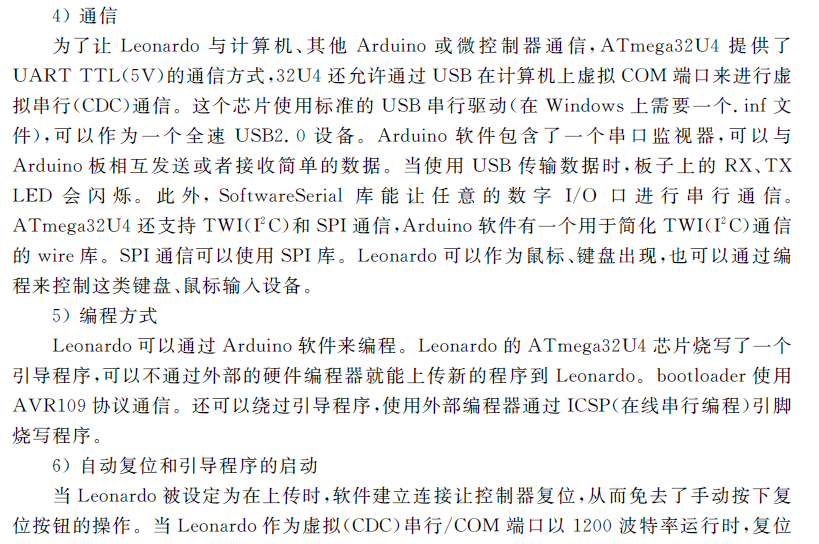 4) 通信
为了让 Leonardo 与计算机、其他 Arduino 或微控制器通信,ATmega32U4 提供了
UART TTL(5V)的通信方式,32U4 还允许通过 USB 在计算机上虚拟 COM 端口来进行虚
拟串行(CDC)通信。这个芯片使用标准的 USB 串行驱动(在 Windows 上需要一个. inf 文
件),可以作为一个全速 USB2. 0 设备。Arduino 软件包含了一个串口监视器,可以与
Arduino 板相互发送或者接收简单的数据。当使用 USB 传输数据时,板子上的 RX、TX
LED 会闪烁。此外,SoftwareSerial 库能让任意的数字 I/O 口进行串行通信。
ATmega32U4 还支持 TWI(I²C)和 SPI 通信,Arduino 软件有一个用于简化 TWI(I²C)通信
的 wire 库。SPI 通信可以使用 SPI 库。Leonardo 可以作为鼠标、键盘出现,也可以通过编
程来控制这类键盘、鼠标输入设备。
5) 编程方式
Leonardo 可以通过 Arduino 软件来编程。Leonardo 的 ATmega32U4 芯片烧写了一个
引导程序,可以不通过外部的硬件编程器就能上传新的程序到 Leonardo。bootloader 使用
AVR109 协议通信。还可以绕过引导程序,使用外部编程器通过 ICSP(在线串行编程)引脚
烧写程序。
6) 自动复位和引导程序的启动
当 Leonardo 被设定为在上传时,软件建立连接让控制器复位,从而免去了手动按下复
位按钮的操作。当 Leonardo 作为虚拟(CDC)串行/COM 端口以 1200 波特率运行时,复位